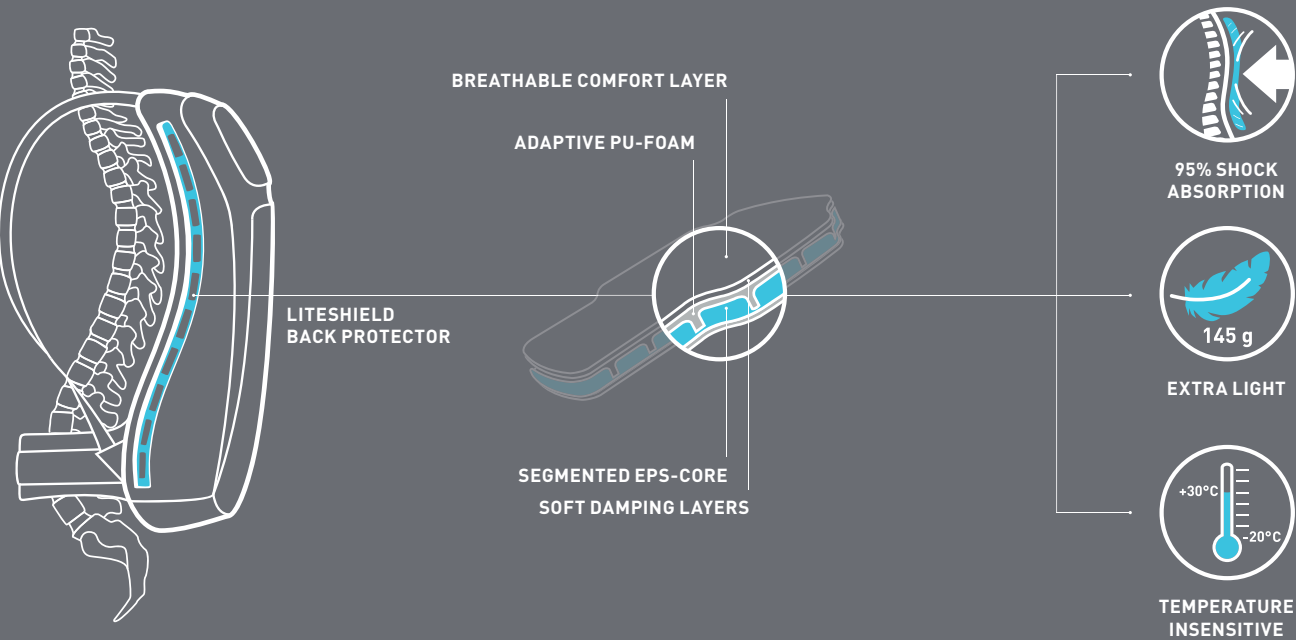 BREATHABLE COMFORT LAYER
ADAPTIVE PU-FOAM
LITESHIELD
BACK PROTECTOR
SEGMENTED EPS-CORE
SOFT DAMPING LAYERS
95% SHOCK
ABSORPTION
145 g
EXTRA LIGHT
+30°C
-20°C
TEMPERATURE
INSENSITIVE